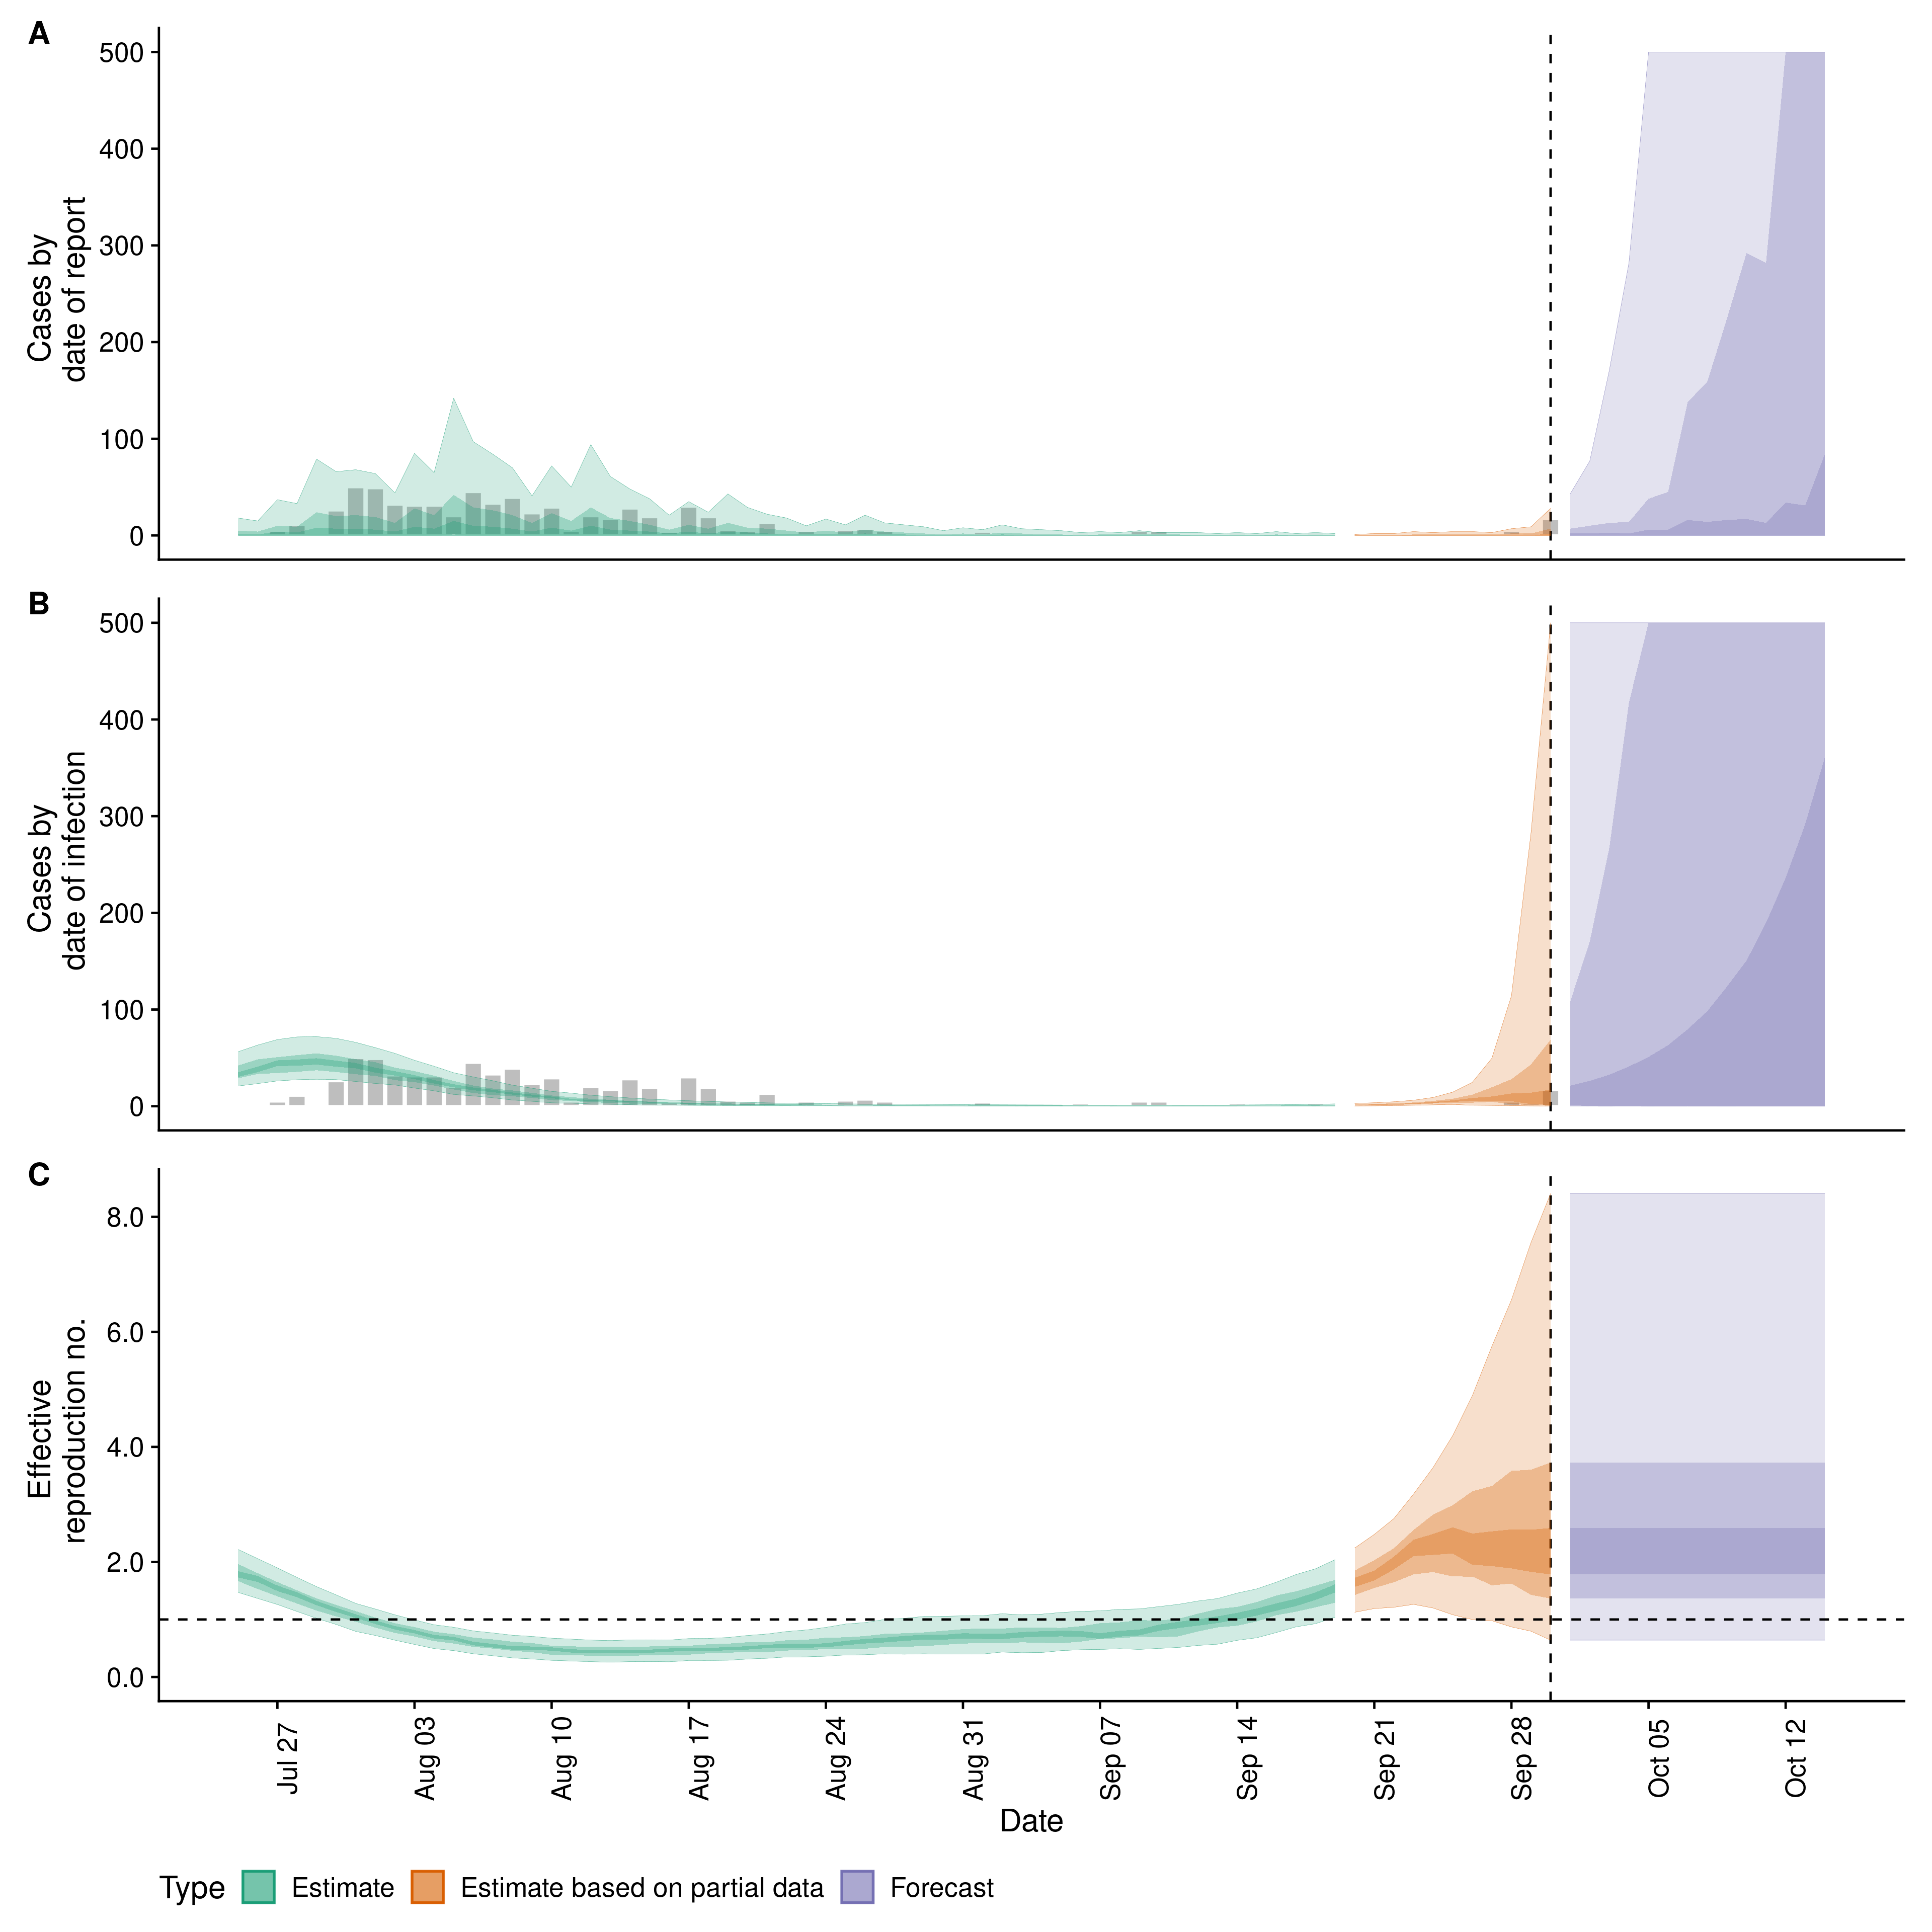 A
500
400
300
200
100
0
Cases by
date of report
B
500
400
300
200
100
0
Cases by
date of infection
C
8.0
6.0
4.0
2.0
0.0
Effective
reproduction no.
Jul 27
Aug 03
Aug 10
Aug 17
Aug 24
Aug 31
Sep 07
Sep 14
Sep 21
Sep 28
Oct 05
Oct 12
Date
Type Estimate Estimate based on partial data Forecast